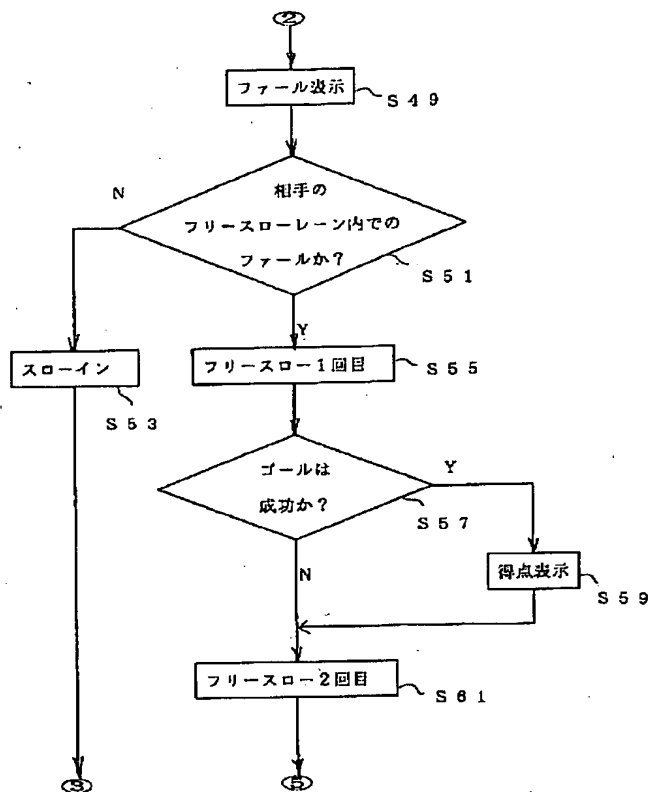 ②
ファール表示
S49
相手の
フリースローレーン内での
ファールか?
S51
N
Y
スローイン
S53
フリースロー1回目
S55
ゴールは
成功か?
S57
Y
N
得点表示
S59
フリースロー2回目
S61
③
⑤